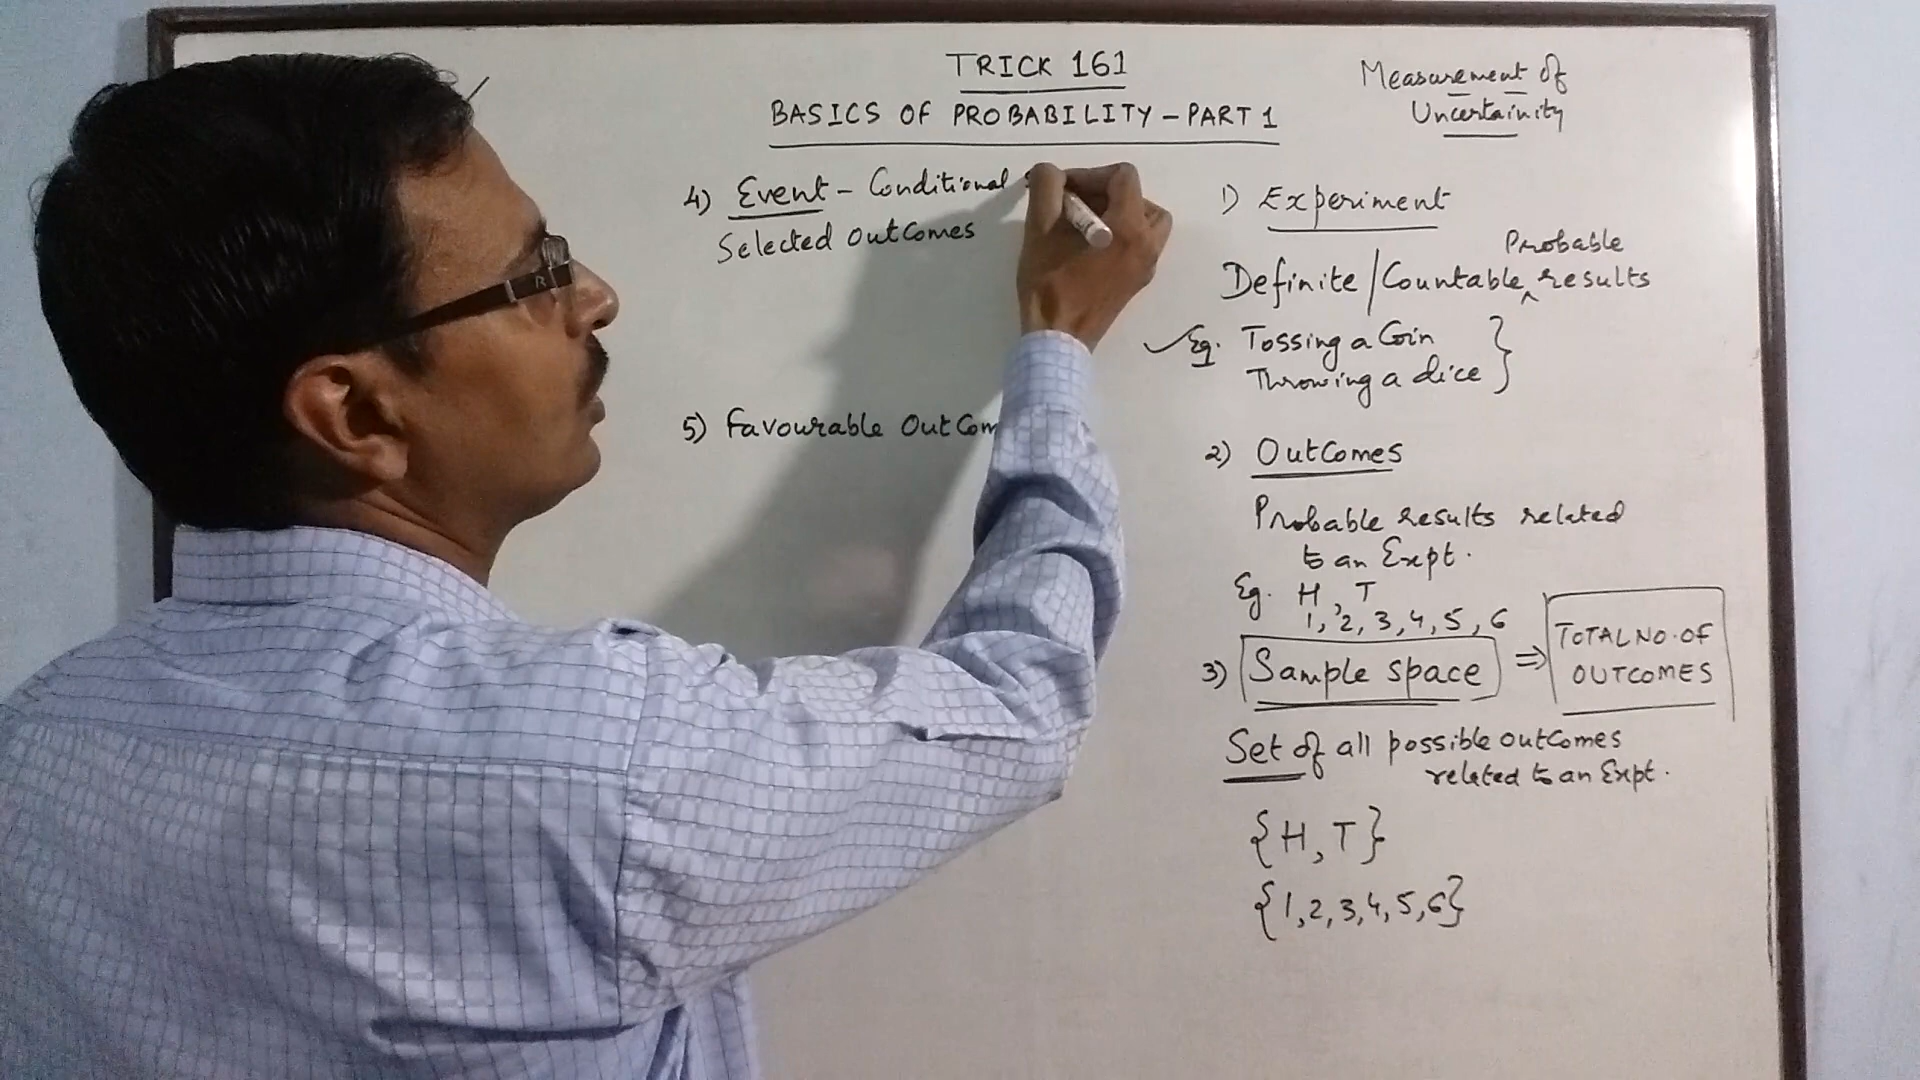 TRICK 161
BASICS OF PROBABILITY - PART 1
Measurement of
Uncertainity
4) Event - Conditional
Selected outcomes
5) Favourable Outcom
1) Experiment
Probable
Definite / Countable ^ results
Eg. Tossing a Coin
Throwing a dice
2) Outcomes
Probable results related
to an Expt.
Eg. H, T
1, 2, 3, 4, 5, 6
3) Sample space ⇒ TOTAL NO. OF
OUTCOMES
Set of all possible outcomes
related to an Expt.
{H, T}
{1, 2, 3, 4, 5, 6}